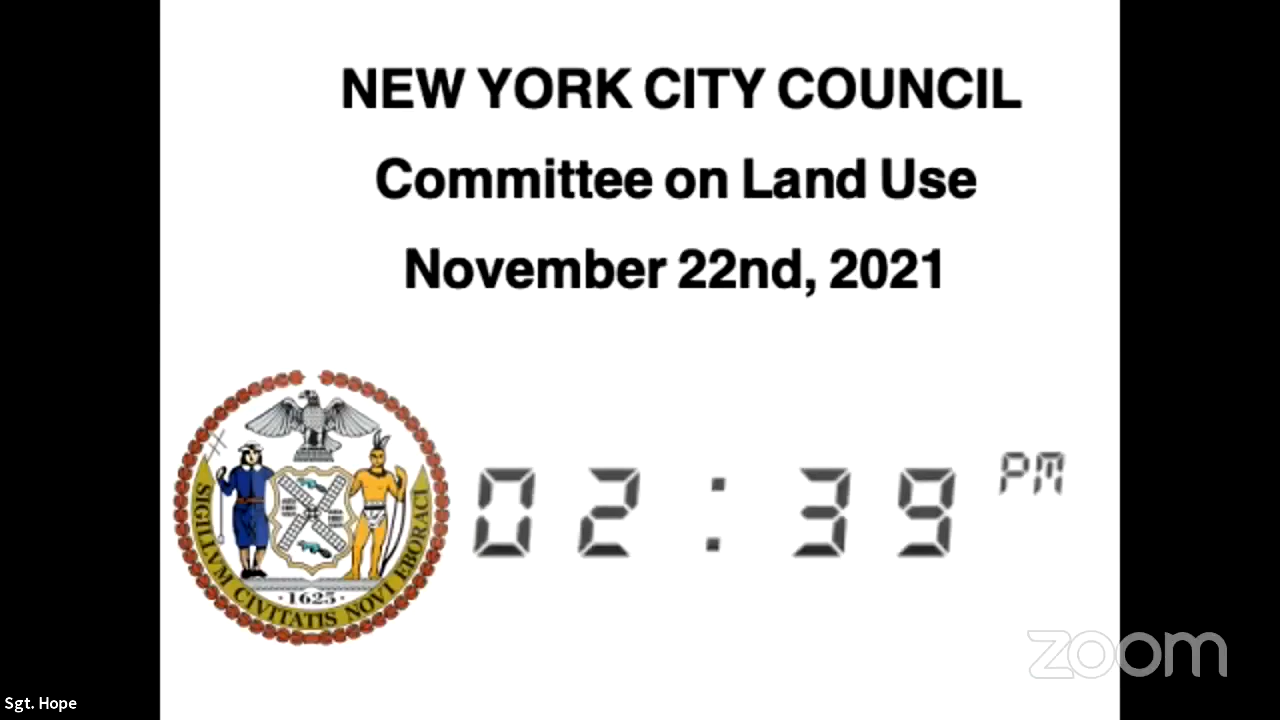 NEW YORK CITY COUNCIL
Committee on Land Use
November 22nd, 2021
SIGILLVM CIVITATIS NOVI EBORACI
·1625·
02:39 PM
zoom
Sgt. Hope